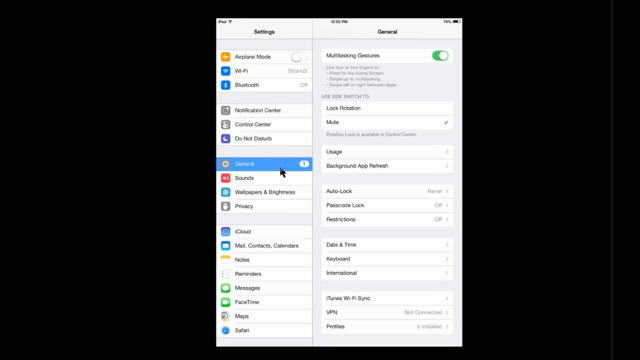 iPad
12:53 PM
76%
Settings
General
Airplane Mode
Wi-Fi
Strand3
Bluetooth
Off
Notification Center
Control Center
Do Not Disturb
General
1
Sounds
Wallpapers & Brightness
Privacy
iCloud
Mail, Contacts, Calendars
Notes
Reminders
Messages
FaceTime
Maps
Safari
Multitasking Gestures
Use four or five fingers to:
• Pinch to the Home Screen
• Swipe up to multitasking
• Swipe left or right between apps
USE SIDE SWITCH TO:
Lock Rotation
Mute
Rotation Lock is available in Control Center.
Usage
Background App Refresh
Auto-Lock
Never
Passcode Lock
Off
Restrictions
Off
Date & Time
Keyboard
International
iTunes Wi-Fi Sync
VPN
Not Connected
Profiles
5 Installed